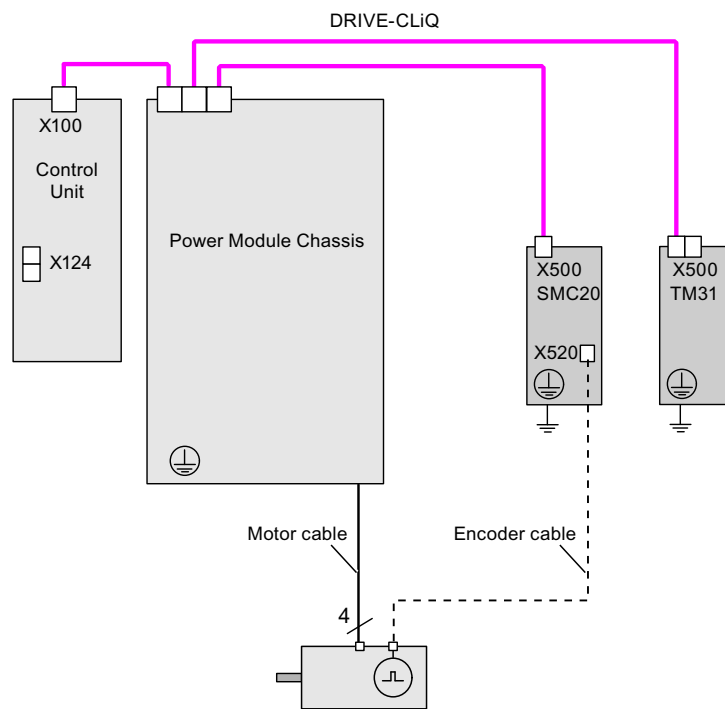 DRIVE-CLiQ
X100
Control
Unit
X124
Power Module Chassis
X500
SMC20
X520
X500
TM31
Motor cable
Encoder cable
4